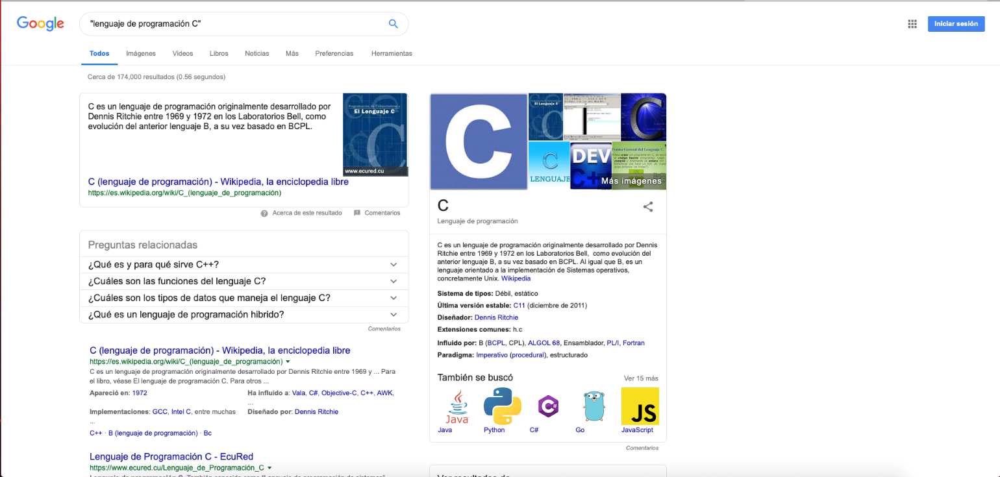 Google
"lenguaje de programación C"
Iniciar sesión
Todos
Imágenes
Videos
Libros
Noticias
Más
Preferencias
Herramientas
Cerca de 174,000 resultados (0.56 segundos)
C es un lenguaje de programación originalmente desarrollado por
Dennis Ritchie entre 1969 y 1972 en los Laboratorios Bell, como
evolución del anterior lenguaje B, a su vez basado en BCPL.
Programación de Computadores y
El Lenguaje C
www.ecured.cu
C (lenguaje de programación) - Wikipedia, la enciclopedia libre
https://es.wikipedia.org/wiki/C_(lenguaje_de_programación)
Acerca de este resultado
Comentarios
Preguntas relacionadas
¿Qué es y para qué sirve C++?
¿Cuáles son las funciones del lenguaje C?
¿Cuáles son los tipos de datos que maneja el lenguaje C?
¿Qué es un lenguaje de programación hibrido?
Comentarios
C (lenguaje de programación) - Wikipedia, la enciclopedia libre
https://es.wikipedia.org/wiki/C_(lenguaje_de_programación)
C es un lenguaje de programación originalmente desarrollado por Dennis Ritchie entre 1969 y ... Para
el libro, véase El lenguaje de programación C. Para otros ...
Apareció en: 1972
Ha influido a: Vala, C#, Objective-C, C++, AWK,
...
Implementaciones: GCC, Intel C, entre muchas
...
Diseñado por: Dennis Ritchie
C++ · B (lenguaje de programación) · Bc
Lenguaje de Programación C - EcuRed
https://www.ecured.cu/Lenguaje_de_Programación_C
C
El Lenguaje C
C
C
LENGUAJE
DEV
C++
Forma General del Lenguaje C
Más imágenes
C
Lenguaje de programación
C es un lenguaje de programación originalmente desarrollado por Dennis
Ritchie entre 1969 y 1972 en los Laboratorios Bell, como evolución del
anterior lenguaje B, a su vez basado en BCPL. Al igual que B, es un
lenguaje orientado a la implementación de Sistemas operativos,
concretamente Unix. Wikipedia
Sistema de tipos: Débil, estático
Última versión estable: C11 (diciembre de 2011)
Diseñador: Dennis Ritchie
Extensiones comunes: h.c
Influido por: B (BCPL, CPL), ALGOL 68, Ensamblador, PL/I, Fortran
Paradigma: Imperativo (procedural), estructurado
También se buscó
Ver 15 más
Java
C#
JS
Java
Python
C#
Go
JavaScript
Comentarios